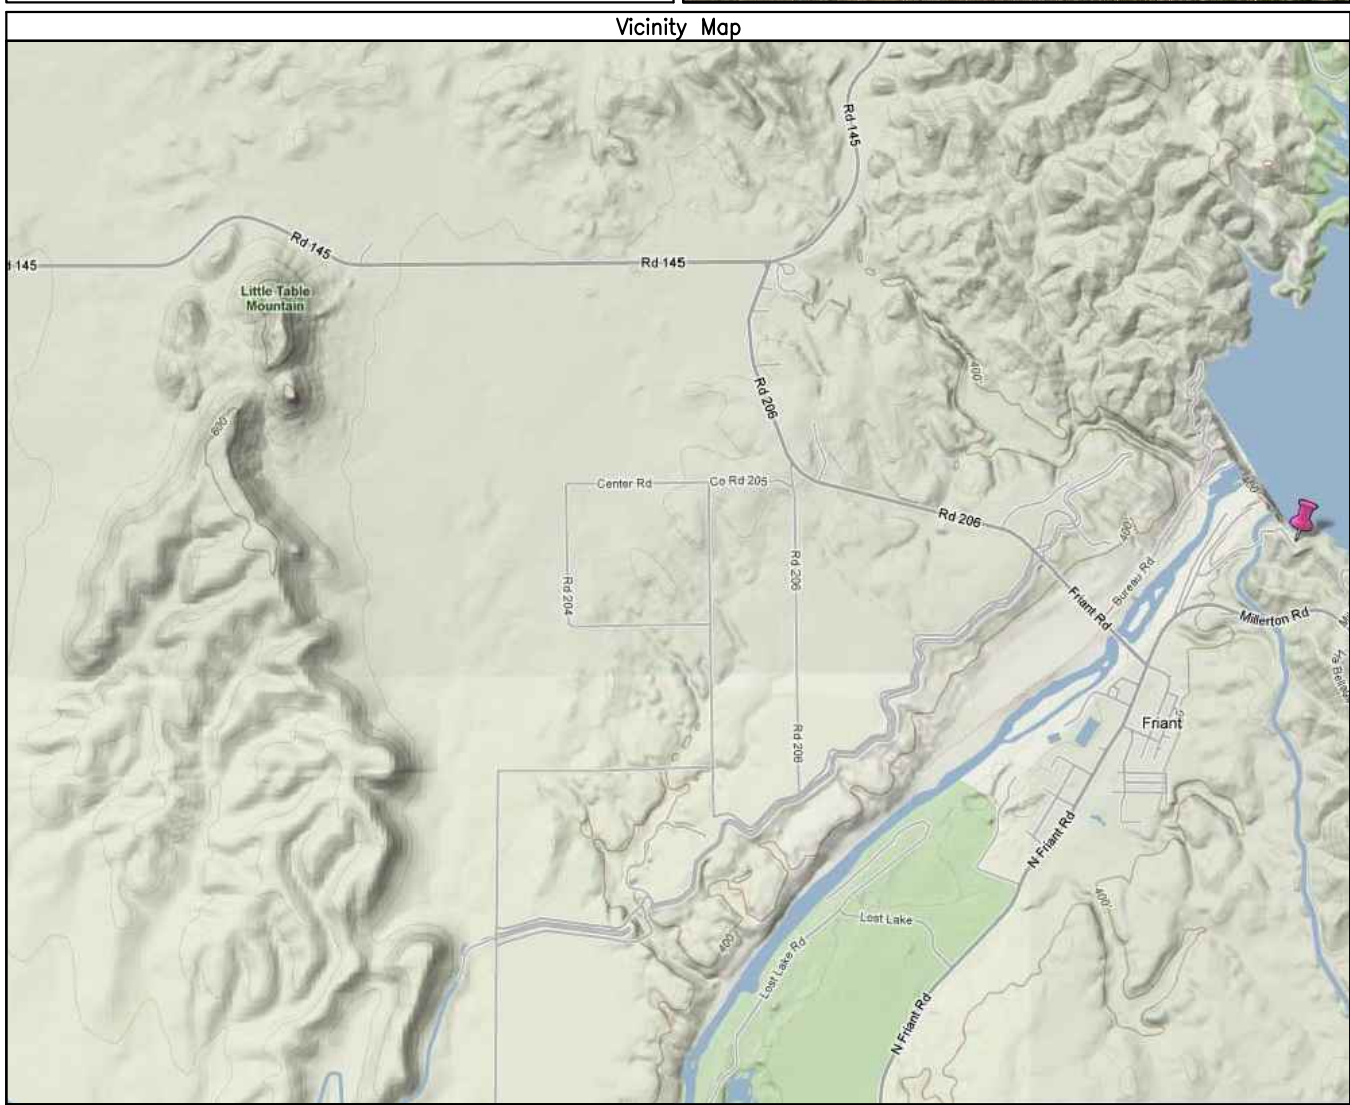 Vicinity Map
Rd 145
Rd 145
145
Rd 145
Little Table
Mountain
400'
Rd 206
600'
Center Rd
Co Rd 205
400
Rd 206
400'
Rd 206
Bureau Rd
Rd 204
Friant Rd
Millerton Rd
Friant
Rd 206
N Friant Rd
400'
Lost Lake
400'
Lost Lake Rd
N Friant Rd